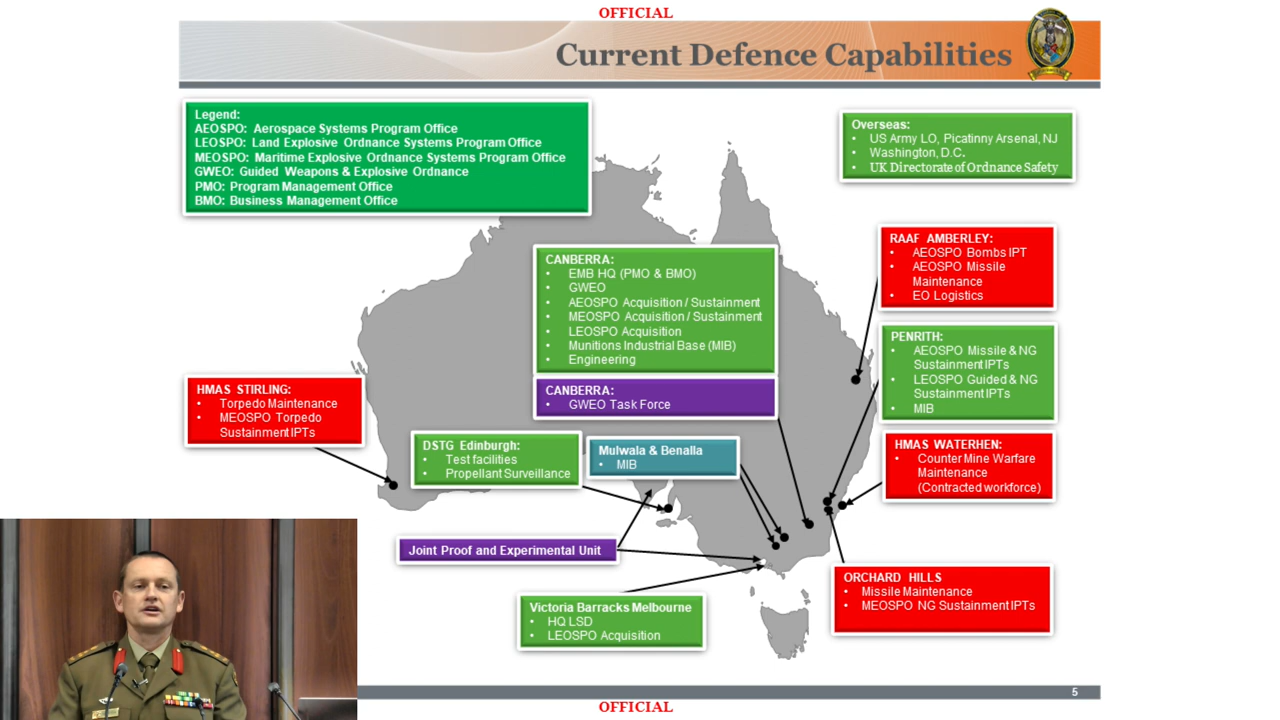 OFFICIAL
Current Defence Capabilities
Legend:
AEOSPO: Aerospace Systems Program Office
LEOSPO: Land Explosive Ordnance Systems Program Office
MEOSPO: Maritime Explosive Ordnance Systems Program Office
GWEO: Guided Weapons & Explosive Ordnance
PMO: Program Management Office
BMO: Business Management Office
Overseas:
• US Army LO, Picatinny Arsenal, NJ
• Washington, D.C.
• UK Directorate of Ordnance Safety
CANBERRA:
• EMB HQ (PMO & BMO)
• GWEO
• AEOSPO Acquisition / Sustainment
• MEOSPO Acquisition / Sustainment
• LEOSPO Acquisition
• Munitions Industrial Base (MIB)
• Engineering
CANBERRA:
• GWEO Task Force
RAAF AMBERLEY:
• AEOSPO Bombs IPT
• AEOSPO Missile
Maintenance
• EO Logistics
PENRITH:
• AEOSPO Missile & NG
Sustainment IPTs
• LEOSPO Guided & NG
Sustainment IPTs
• MIB
HMAS STIRLING:
• Torpedo Maintenance
• MEOSPO Torpedo
Sustainment IPTs
DSTG Edinburgh:
• Test facilities
• Propellant Surveillance
Mulwala & Benalla
• MIB
HMAS WATERHEN:
• Counter Mine Warfare
Maintenance
(Contracted workforce)
Joint Proof and Experimental Unit
ORCHARD HILLS
• Missile Maintenance
• MEOSPO NG Sustainment IPTs
Victoria Barracks Melbourne
• HQ LSD
• LEOSPO Acquisition
5
OFFICIAL